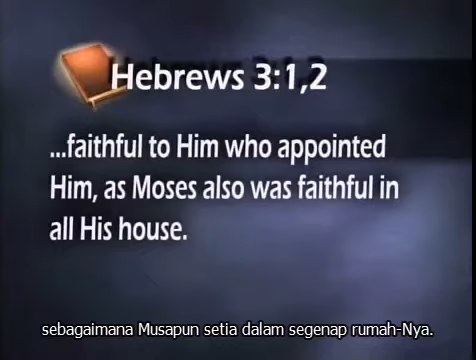 Hebrews 3:1,2
...faithful to Him who appointed
Him, as Moses also was faithful in
all His house.
sebagaimana Musapun setia dalam segenap rumah-Nya.